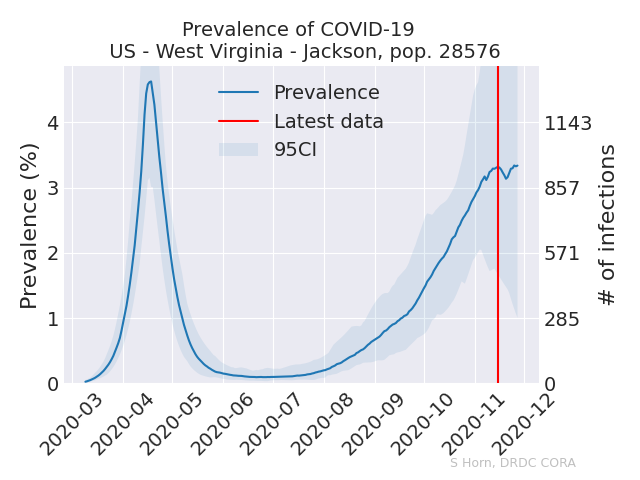 Prevalence of COVID-19
US - West Virginia - Jackson, pop. 28576
Prevalence
Latest data
95CI
Prevalence (%)
4
3
2
1
0
# of infections
1143
857
571
285
0
2020-03
2020-04
2020-05
2020-06
2020-07
2020-08
2020-09
2020-10
2020-11
2020-12
S Horn, DRDC CORA